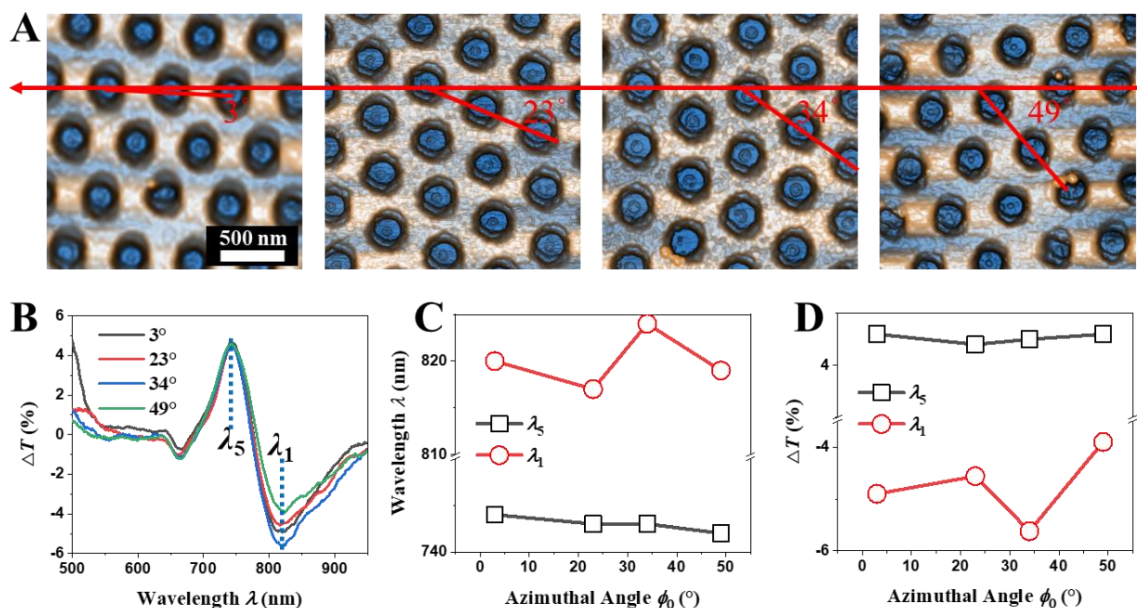 A
3°
23°
34°
49°
500 nm
B
C
D
6
4
2
0
-2
-4
-6
3°
23°
34°
49°
λ5
λ1
ΔT (%)
500 600 700 800 900
Wavelength λ (nm)
820
810
740
λ5
λ1
Wavelength λ (nm)
0 10 20 30 40 50
Azimuthal Angle ϕ0 (°)
4
-4
-6
λ5
λ1
ΔT (%)
0 10 20 30 40 50
Azimuthal Angle ϕ0 (°)